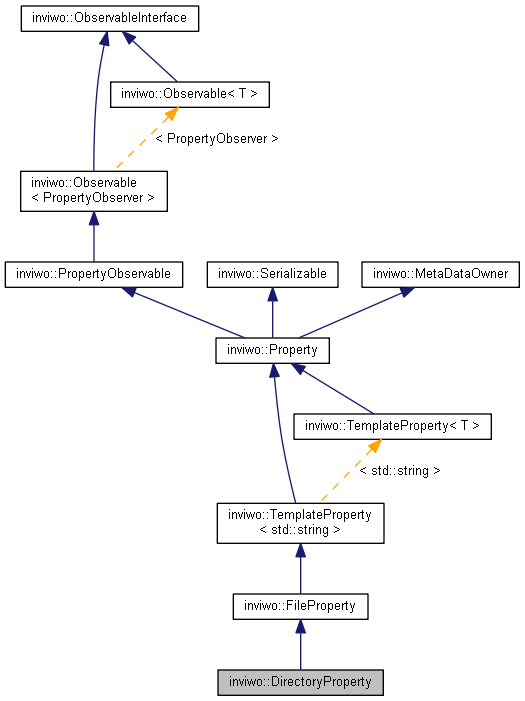 inviwo::ObservableInterface
inviwo::Observable< T >
< PropertyObserver >
inviwo::Observable
< PropertyObserver >
inviwo::PropertyObservable
inviwo::Serializable
inviwo::MetaDataOwner
inviwo::Property
inviwo::TemplateProperty< T >
< std::string >
inviwo::TemplateProperty
< std::string >
inviwo::FileProperty
inviwo::DirectoryProperty